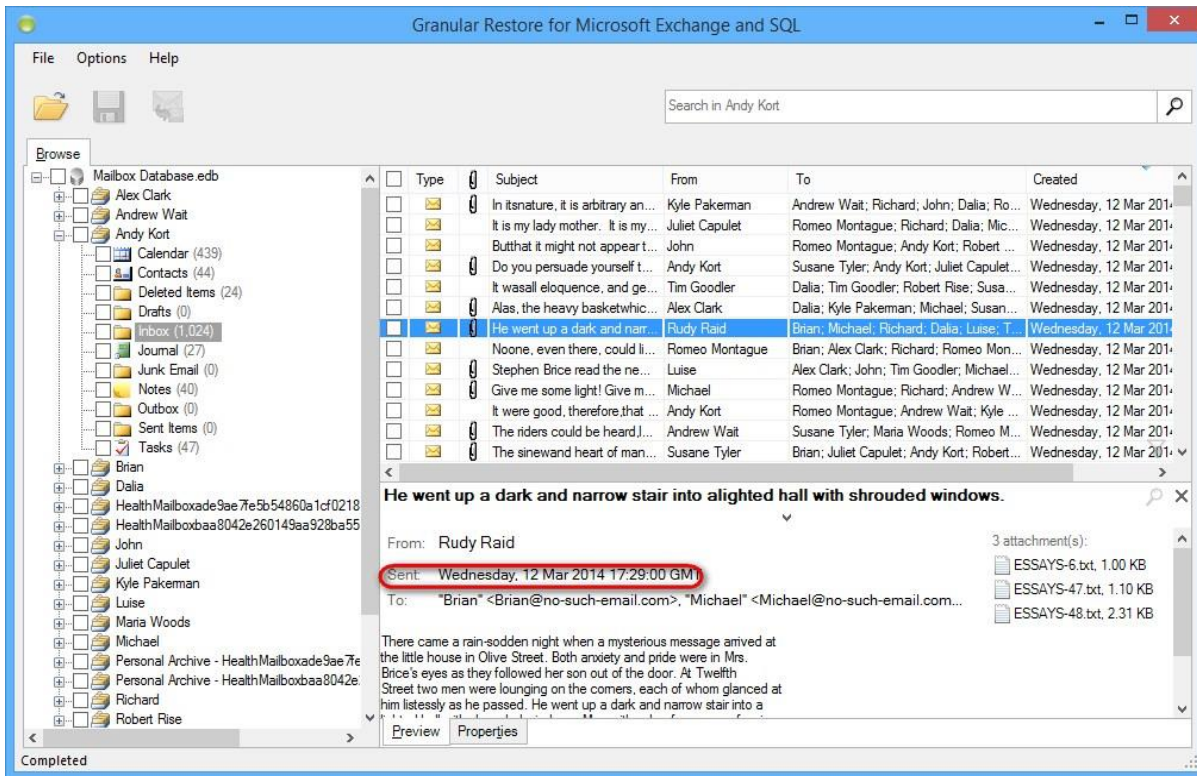 Granular Restore for Microsoft Exchange and SQL
File Options Help
Search in Andy Kort
Browse
Mailbox Database.edb
Alex Clark
Andrew Wait
Andy Kort
Calendar (439)
Contacts (44)
Deleted Items (24)
Drafts (0)
Inbox (1,024)
Journal (27)
Junk Email (0)
Notes (40)
Outbox (0)
Sent Items (0)
Tasks (47)
Brian
Dalia
HealthMailboxade9ae7fe5b54860a1cf0218
HealthMailboxbaa8042e260149aa928ba55
John
Juliet Capulet
Kyle Pakerman
Luise
Maria Woods
Michael
Personal Archive - HealthMailboxade9ae7fe
Personal Archive - HealthMailboxbaa8042e
Richard
Robert Rise
Type Subject From To Created
In itsnature, it is arbitrary an... Kyle Pakerman Andrew Wait; Richard; John; Dalia; Ro... Wednesday, 12 Mar 2014
It is my lady mother. It is my... Juliet Capulet Romeo Montague; Richard; Dalia; Mic... Wednesday, 12 Mar 2014
Butthat it might not appear t... John Romeo Montague; Andy Kort; Robert ... Wednesday, 12 Mar 2014
Do you persuade yourself t... Andy Kort Susane Tyler; Andy Kort; Juliet Capulet... Wednesday, 12 Mar 2014
It wasall eloquence, and ge... Tim Goodler Dalia; Tim Goodler; Robert Rise; Susa... Wednesday, 12 Mar 2014
Alas, the heavy basketwhic... Alex Clark Dalia; Kyle Pakerman; Michael; Susan... Wednesday, 12 Mar 2014
He went up a dark and narr... Rudy Raid Brian; Michael; Richard; Dalia; Luise; T... Wednesday, 12 Mar 2014
Noone, even there, could li... Romeo Montague Brian; Alex Clark; Richard; Romeo Mon... Wednesday, 12 Mar 2014
Stephen Brice read the ne... Luise Alex Clark; John; Tim Goodler; Michael... Wednesday, 12 Mar 2014
Give me some light! Give m... Michael Romeo Montague; Richard; Andrew W... Wednesday, 12 Mar 2014
It were good, therefore,that ... Andy Kort Romeo Montague; Andrew Wait; Kyle ... Wednesday, 12 Mar 2014
The riders could be heard,l... Andrew Wait Susane Tyler; Maria Woods; Romeo M... Wednesday, 12 Mar 2014
The sinewand heart of man... Susane Tyler Brian; Juliet Capulet; Andy Kort; Robert... Wednesday, 12 Mar 2014
He went up a dark and narrow stair into alighted hall with shrouded windows.
From: Rudy Raid
Sent: Wednesday, 12 Mar 2014 17:29:00 GMT
To: "Brian" <Brian@no-such-email.com>, "Michael" <Michael@no-such-email.com...
3 attachment(s):
ESSAYS-6.txt, 1.00 KB
ESSAYS-47.txt, 1.10 KB
ESSAYS-48.txt, 2.31 KB
There came a rain-sodden night when a mysterious message arrived at
the little house in Olive Street. Both anxiety and pride were in Mrs.
Brice's eyes as they followed her son out of the door. At Twelfth
Street two men were lounging on the corners, each of whom glanced at
him listessly as he passed. He went up a dark and narrow stair into a
Preview Properties
Completed